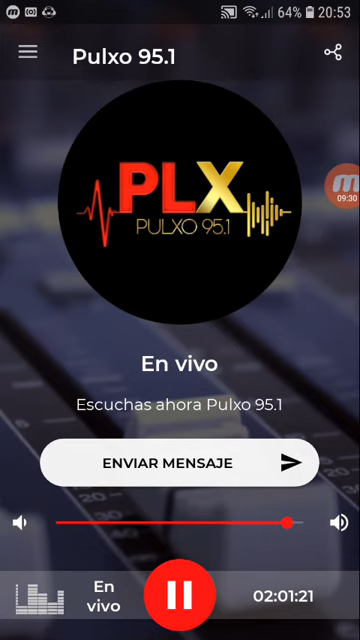 64% 20:53
Pulxo 95.1
PLX
PULXO 95.1
09:30
En vivo
Escuchas ahora Pulxo 95.1
ENVIAR MENSAJE
En
vivo
02:01:21